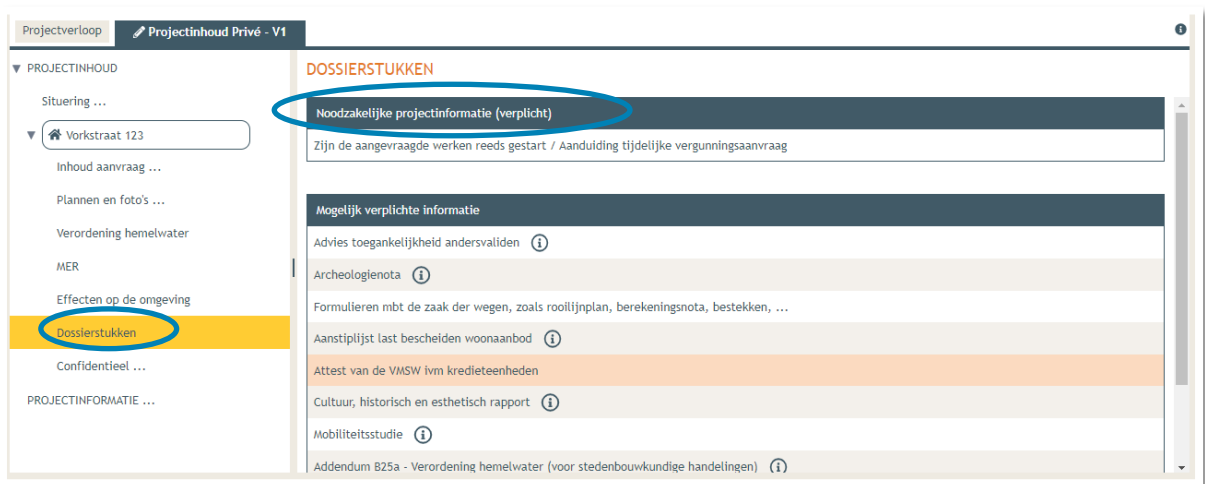 Projectverloop
Projectinhoud Privé - V1
PROJECTINHOUD
Situering ...
Vorkstraat 123
Inhoud aanvraag ...
Plannen en foto's ...
Verordening hemelwater
MER
Effecten op de omgeving
Dossierstukken
Confidentieel ...
PROJECTINFORMATIE ...
DOSSIERSTUKKEN
Noodzakelijke projectinformatie (verplicht)
Zijn de aangevraagde werken reeds gestart / Aanduiding tijdelijke vergunningsaanvraag
Mogelijk verplichte informatie
Advies toegankelijkheid andersvaliden
Archeologienota
Formulieren mbt de zaak der wegen, zoals rooilijnplan, berekeningsnota, bestekken, ...
Aanstiplijst last bescheiden woonaanbod
Attest van de VMSW ivm kredieteenheden
Cultuur, historisch en esthetisch rapport
Mobiliteitsstudie
Addendum B25a - Verordening hemelwater (voor stedenbouwkundige handelingen)